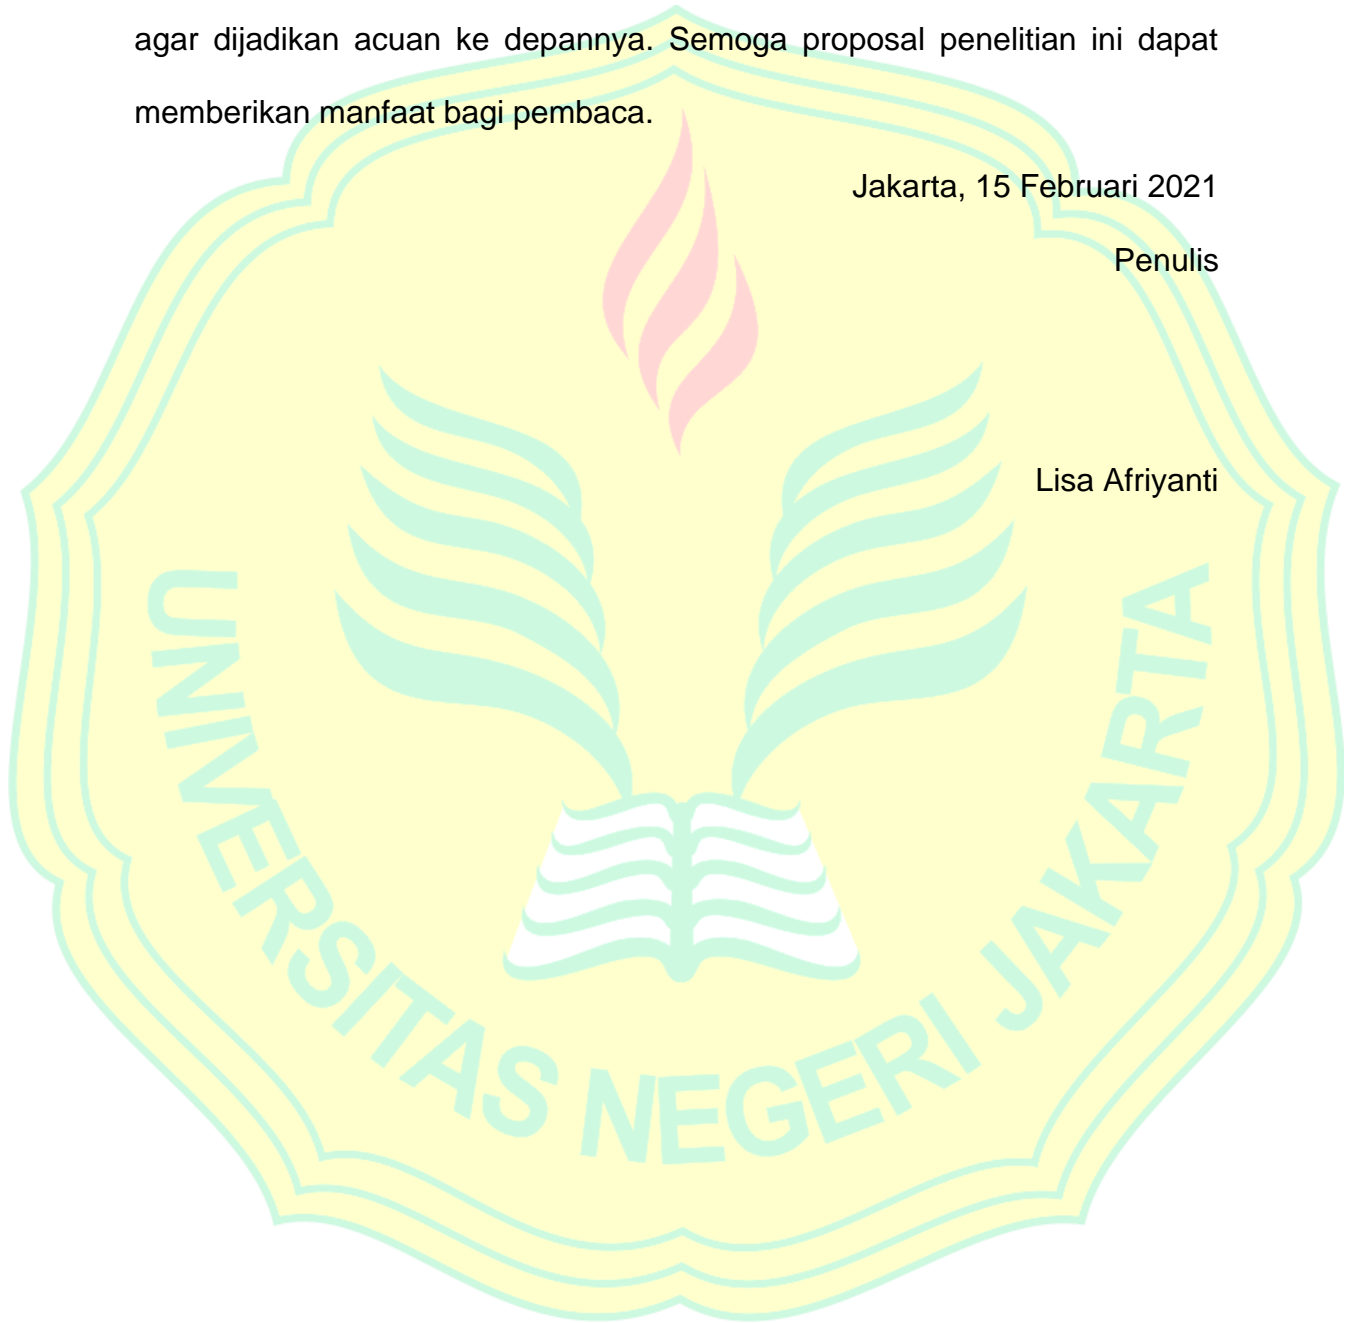 agar dijadikan acuan ke depannya. Semoga proposal penelitian ini dapat
memberikan manfaat bagi pembaca.
Jakarta, 15 Februari 2021
Penulis
Lisa Afriyanti
UNIVERSITAS NEGERI JAKARTA